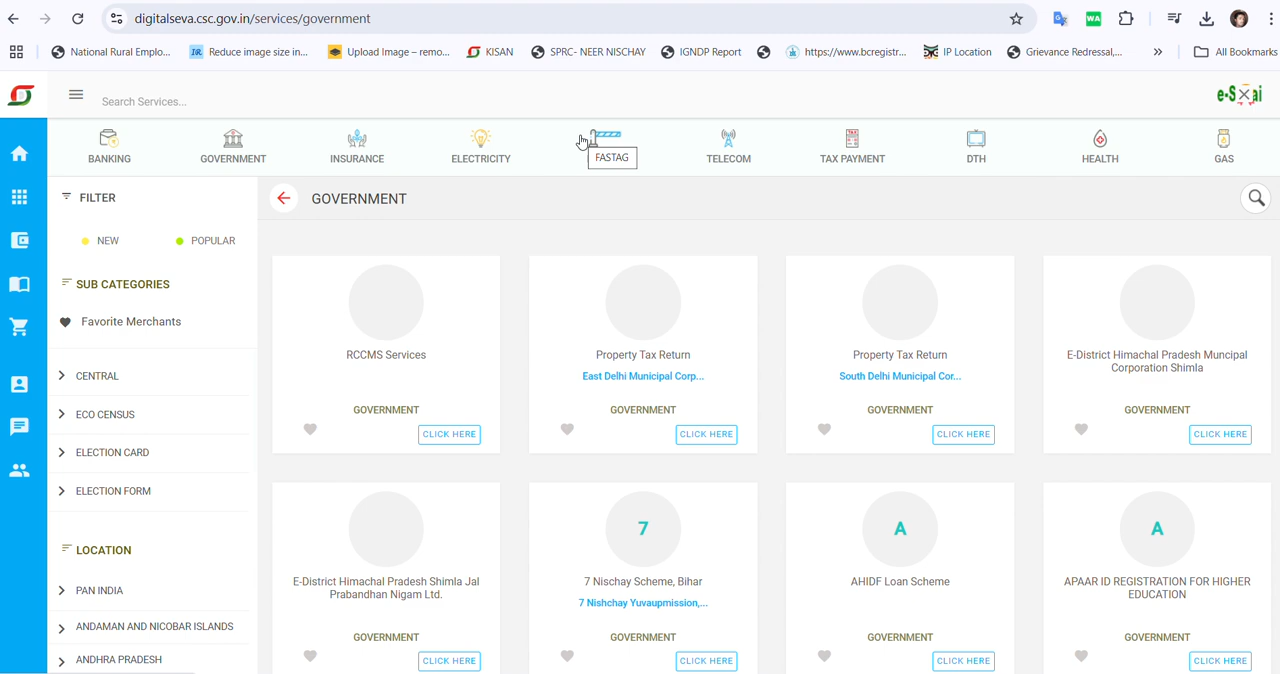 digitalseva.csc.gov.in/services/government
National Rural Emplo...
IR Reduce image size in...
Upload Image – remo...
KISAN
SPRC- NEER NISCHAY
IGNDP Report
https://www.bcregistr...
IP Location
Grievance Redressal,...
»
All Bookmarks
WA
Search Services...
BANKING
GOVERNMENT
INSURANCE
ELECTRICITY
FASTAG
TELECOM
TAX
TAX PAYMENT
DTH
HEALTH
GAS
FILTER
NEW
POPULAR
SUB CATEGORIES
Favorite Merchants
CENTRAL
ECO CENSUS
ELECTION CARD
ELECTION FORM
LOCATION
PAN INDIA
ANDAMAN AND NICOBAR ISLANDS
ANDHRA PRADESH
GOVERNMENT
RCCMS Services
GOVERNMENT
CLICK HERE
Property Tax Return
East Delhi Municipal Corp...
GOVERNMENT
CLICK HERE
Property Tax Return
South Delhi Municipal Cor...
GOVERNMENT
CLICK HERE
E-District Himachal Pradesh Muncipal
Corporation Shimla
GOVERNMENT
CLICK HERE
E-District Himachal Pradesh Shimla Jal
Prabandhan Nigam Ltd.
GOVERNMENT
CLICK HERE
7
7 Nischay Scheme, Bihar
7 Nishchay Yuvaupmission,...
GOVERNMENT
CLICK HERE
A
AHIDF Loan Scheme
GOVERNMENT
CLICK HERE
A
APAAR ID REGISTRATION FOR HIGHER
EDUCATION
GOVERNMENT
CLICK HERE